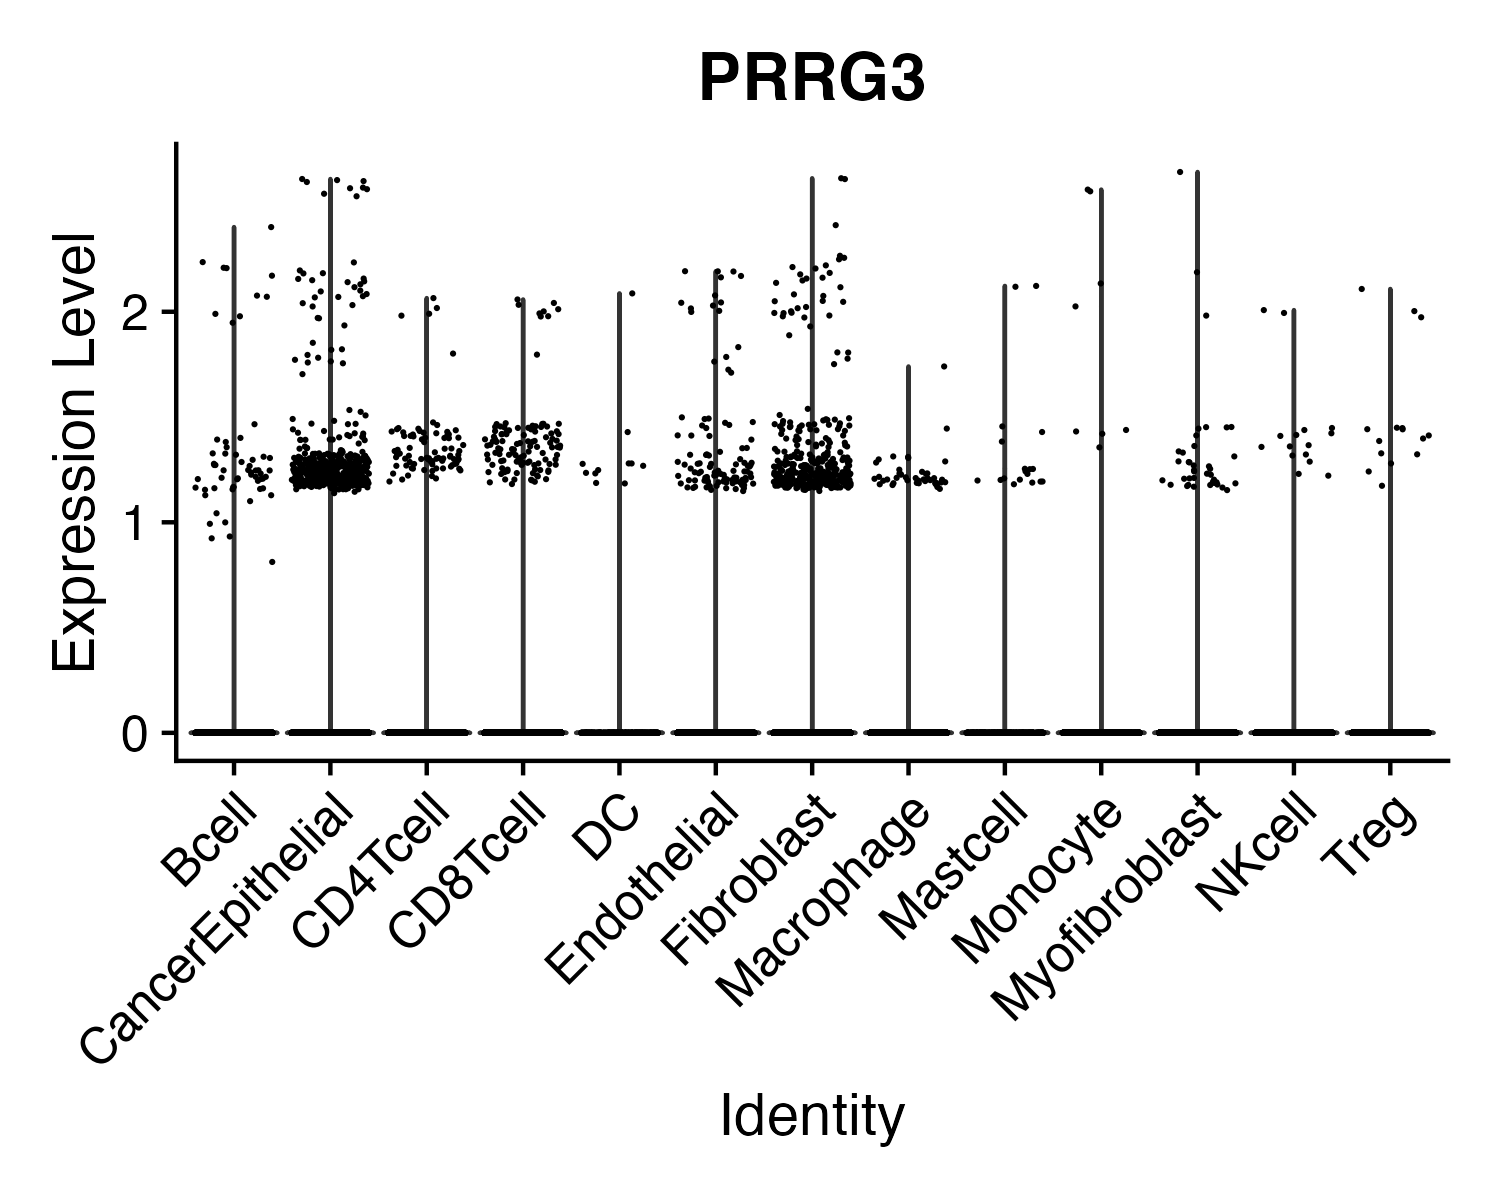 PRRG3
Expression Level
2
1
0
Bcell
CancerEpithelial
CD4Tcell
CD8Tcell
DC
Endothelial
Fibroblast
Macrophage
Mastcell
Monocyte
Myofibroblast
NKcell
Treg
Identity